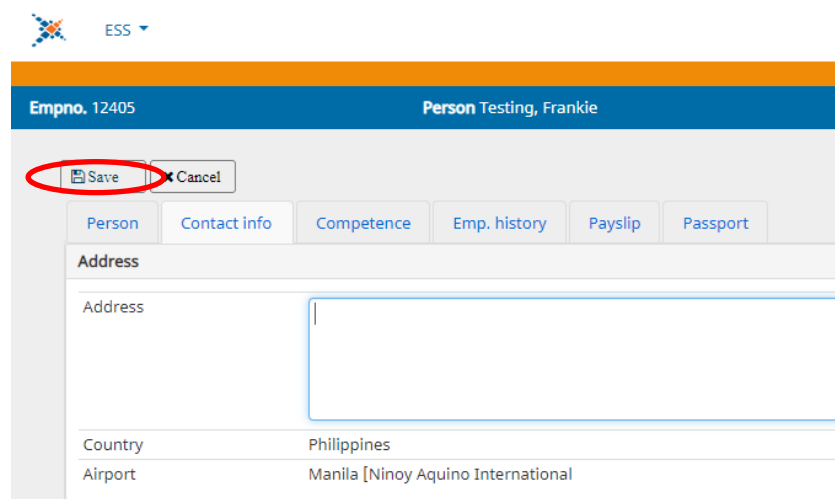 ESS
Empno. 12405 Person Testing, Frankie
Save Cancel
Person Contact info Competence Emp. history Payslip Passport
Address
Address
Country Philippines
Airport Manila [Ninoy Aquino International